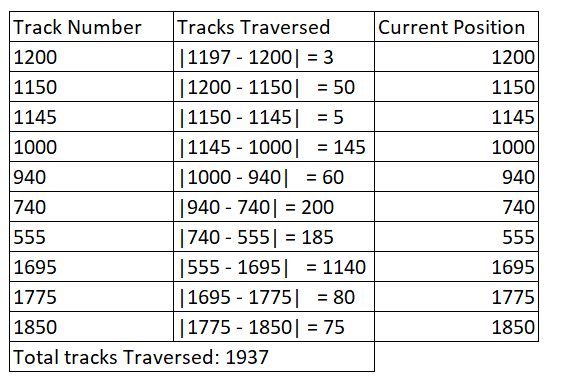 Track Number Tracks Traversed Current Position
1200 |1197 - 1200| = 3 1200
1150 |1200 - 1150| = 50 1150
1145 |1150 - 1145| = 5 1145
1000 |1145 - 1000| = 145 1000
940 |1000 - 940| = 60 940
740 |940 - 740| = 200 740
555 |740 - 555| = 185 555
1695 |555 - 1695| = 1140 1695
1775 |1695 - 1775| = 80 1775
1850 |1775 - 1850| = 75 1850
Total tracks Traversed: 1937